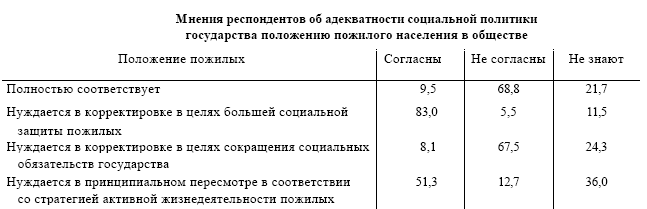 Мнения респондентов об адекватности социальной политики
государства положению пожилого населения в обществе
Положение пожилых Согласны Не согласны Не знают
Полностью соответствует 9,5 68,8 21,7
Нуждается в корректировке в целях большей социальной 83,0 5,5 11,5
защиты пожилых
Нуждается в корректировке в целях сокращения социальных 8,1 67,5 24,3
обязательств государства
Нуждается в принципиальном пересмотре в соответствии 51,3 12,7 36,0
со стратегией активной жизнедеятельности пожилых